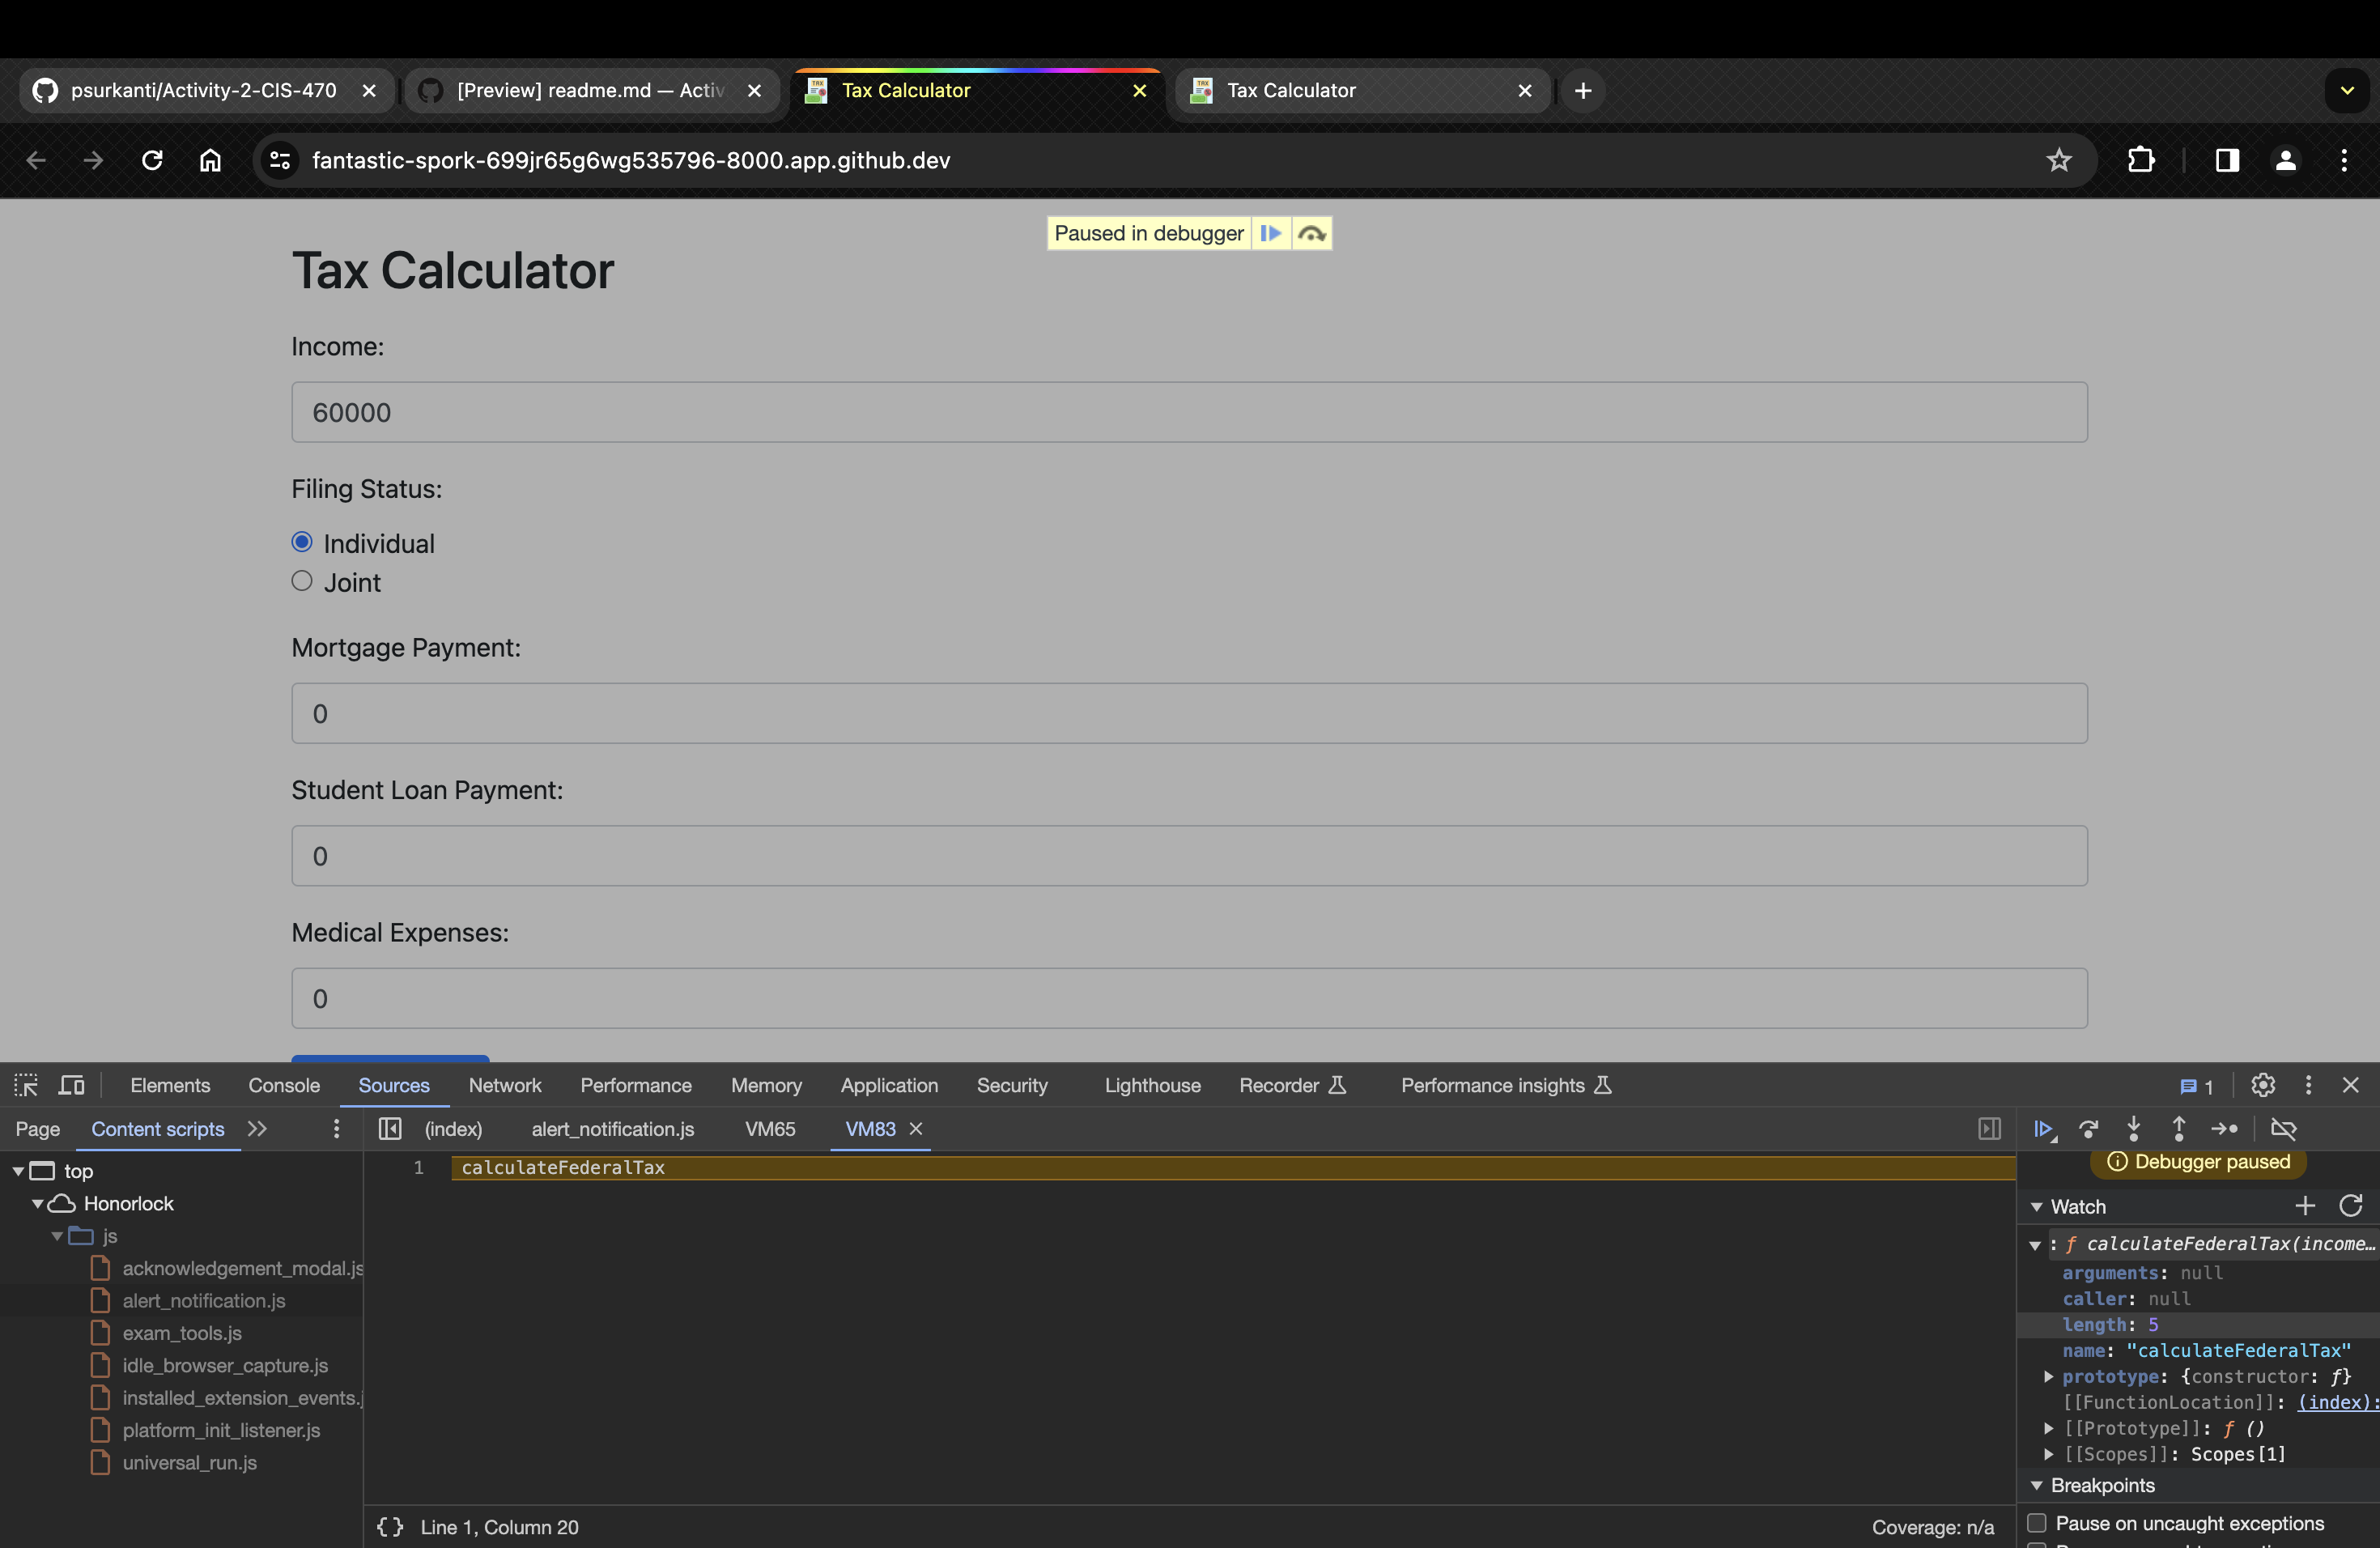 psurkanti/Activity-2-CIS-470
[Preview] readme.md — Activ
Tax Calculator
Tax Calculator
fantastic-spork-699jr65g6wg535796-8000.app.github.dev
Paused in debugger
Tax Calculator
Income:
60000
Filing Status:
Individual
Joint
Mortgage Payment:
0
Student Loan Payment:
0
Medical Expenses:
0
Elements Console Sources Network Performance Memory Application Security Lighthouse Recorder Performance insights 1
Page Content scripts (index) alert_notification.js VM65 VM83
top
Honorlock
js
acknowledgement_modal.js
alert_notification.js
exam_tools.js
idle_browser_capture.js
installed_extension_events.j
platform_init_listener.js
universal_run.js
1 calculateFederalTax
{} Line 1, Column 20
Coverage: n/a
Debugger paused
Watch
: ƒ calculateFederalTax(income…
arguments: null
caller: null
length: 5
name: "calculateFederalTax"
prototype: {constructor: ƒ}
[[FunctionLocation]]: (index):
[[Prototype]]: ƒ ()
[[Scopes]]: Scopes[1]
Breakpoints
Pause on uncaught exceptions